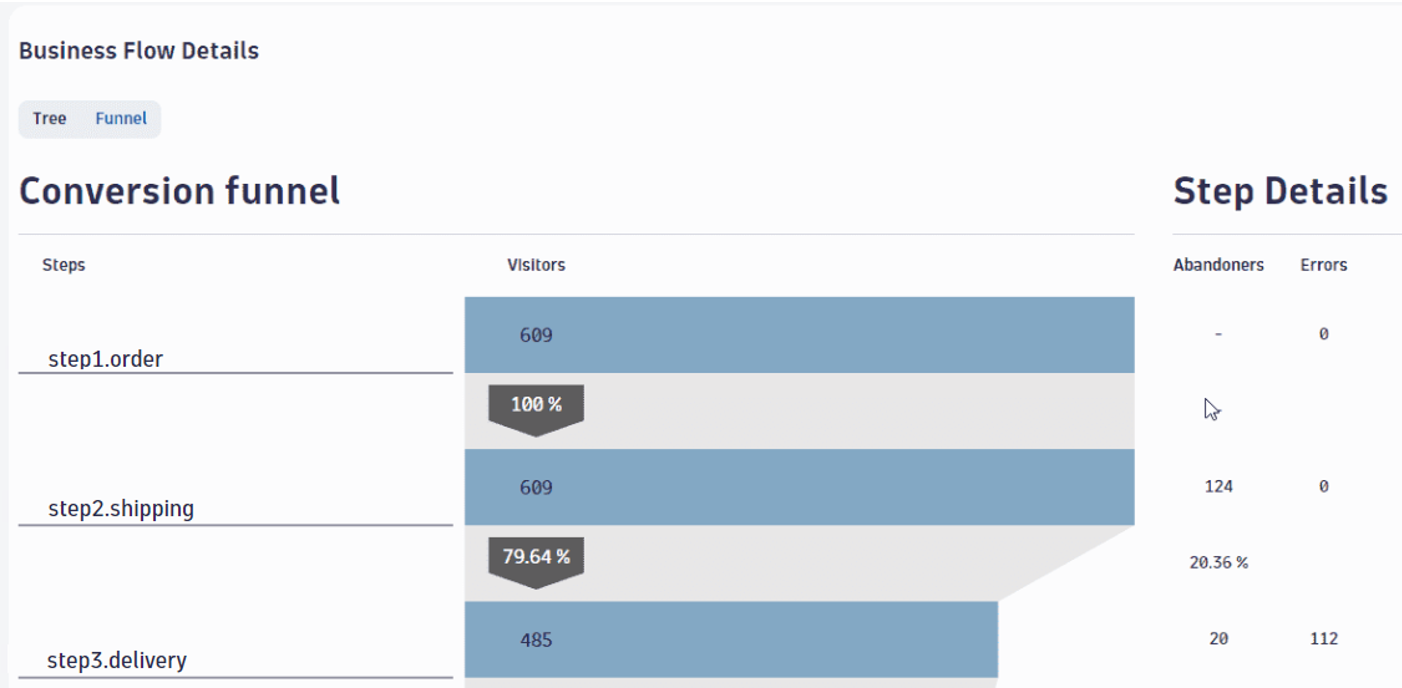 Business Flow Details
Tree Funnel
Conversion funnel Step Details
Steps Visitors Abandoners Errors
609 - 0
step1.order
100 %
609 124 0
step2.shipping
79.64 % 20.36 %
485 20 112
step3.delivery